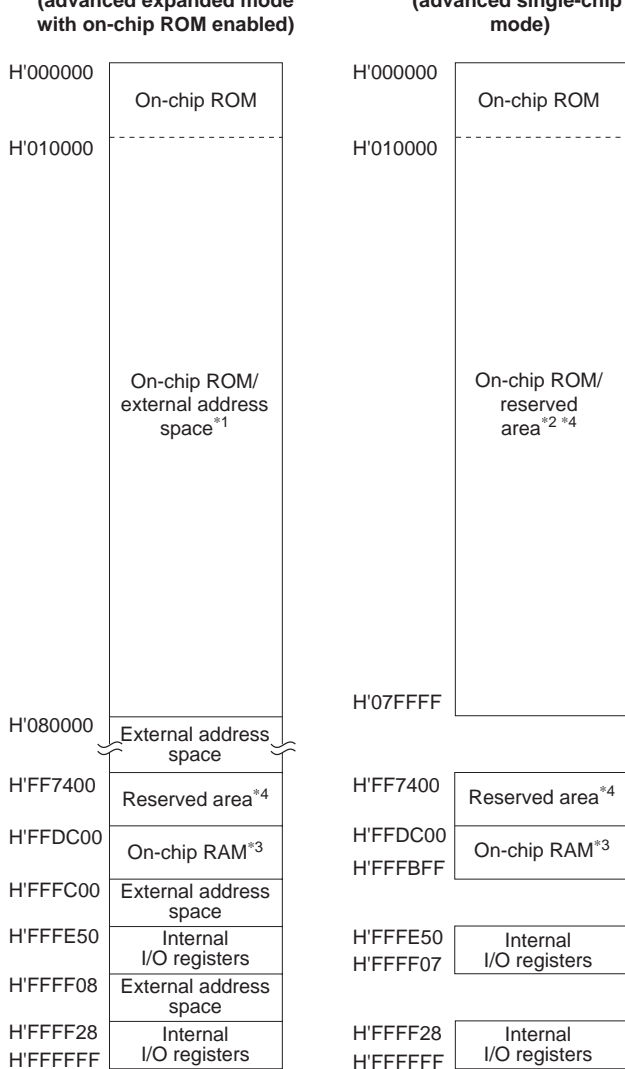 (advanced expanded mode
with on-chip ROM enabled)
H'000000
On-chip ROM
H'010000
On-chip ROM/
external address
space*1
H'080000
External address
space
H'FF7400
Reserved area*4
H'FFDC00
On-chip RAM*3
H'FFFC00
External address
space
H'FFFE50
Internal
I/O registers
H'FFFF08
External address
space
H'FFFF28
Internal
I/O registers
H'FFFFFF
(advanced single-chip
mode)
H'000000
On-chip ROM
H'010000
On-chip ROM/
reserved
area*2 *4
H'07FFFF
H'FF7400
Reserved area*4
H'FFDC00
On-chip RAM*3
H'FFFBFF
H'FFFE50
Internal
I/O registers
H'FFFF07
H'FFFF28
Internal
I/O registers
H'FFFFFF